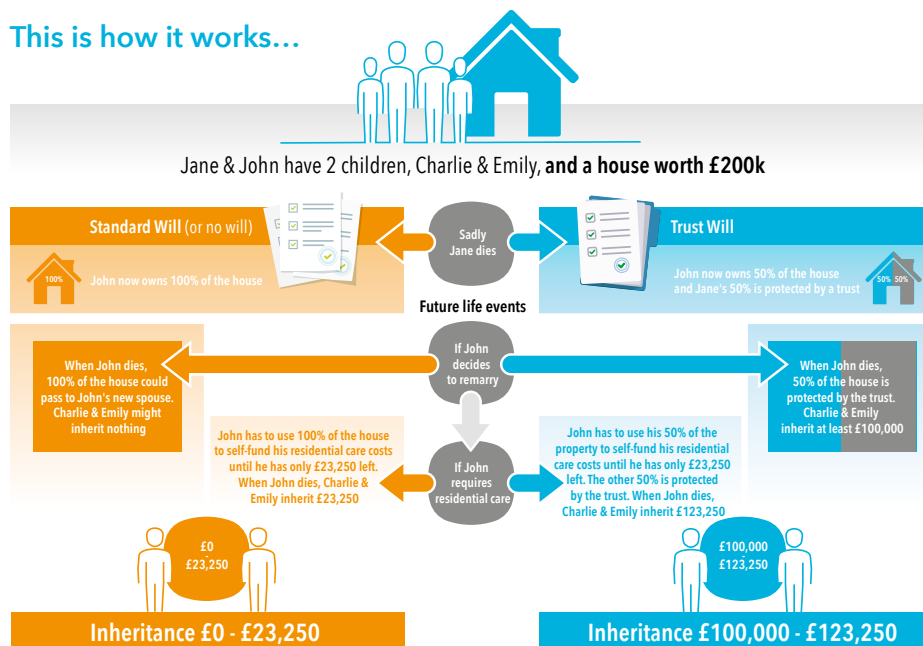 This is how it works...
Jane & John have 2 children, Charlie & Emily, and a house worth £200k
Standard Will (or no will)
Sadly
Jane dies
Trust Will
100%
John now owns 100% of the house
John now owns 50% of the house
and Jane's 50% is protected by a trust
50% 50%
Future life events
When John dies,
100% of the house could
pass to John's new spouse.
Charlie & Emily might
inherit nothing
If John
decides
to remarry
When John dies,
50% of the house is
protected by the trust.
Charlie & Emily
inherit at least £100,000
John has to use 100% of the house
to self-fund his residential care costs
until he has only £23,250 left.
When John dies, Charlie &
Emily inherit £23,250
If John
requires
residential care
John has to use his 50% of the
property to self-fund his residential
care costs until he has only £23,250
left. The other 50% is protected
by the trust. When John dies,
Charlie & Emily inherit £123,250
£0
-
£23,250
£100,000
-
£123,250
Inheritance £0 - £23,250
Inheritance £100,000 - £123,250